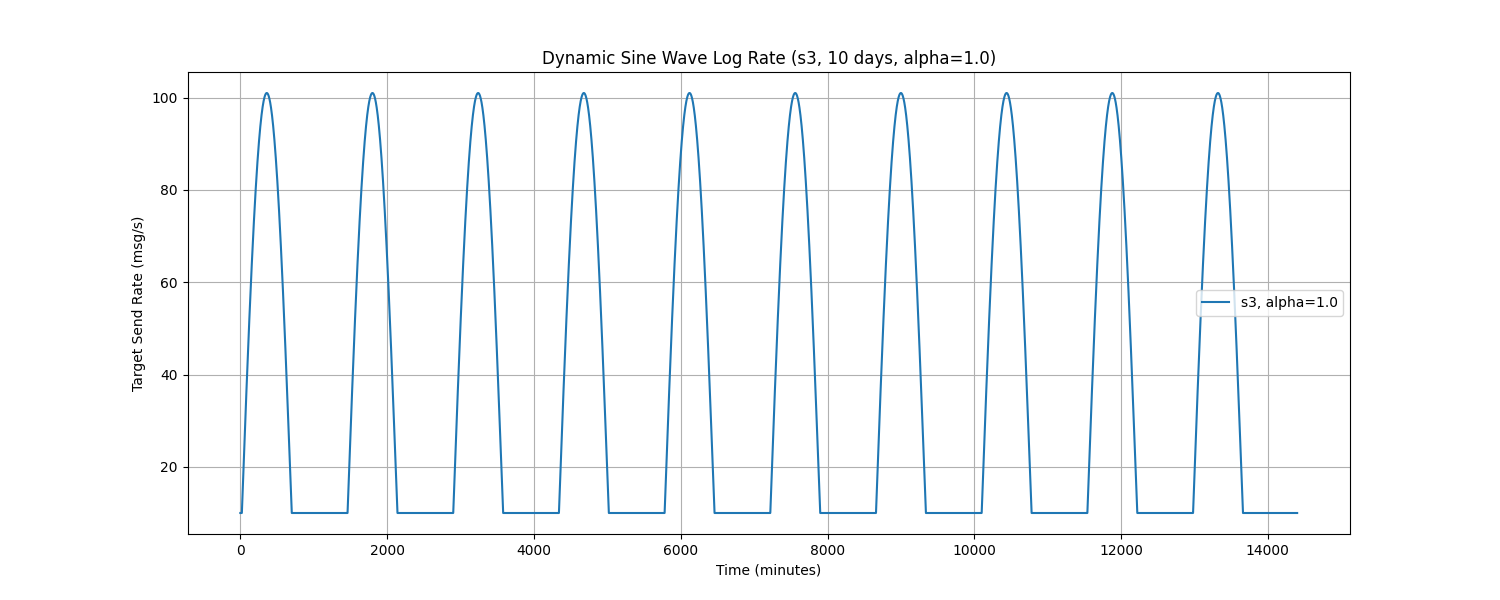 Dynamic Sine Wave Log Rate (s3, 10 days, alpha=1.0)
Target Send Rate (msg/s)
100
80
60
40
20
s3, alpha=1.0
0 2000 4000 6000 8000 10000 12000 14000
Time (minutes)